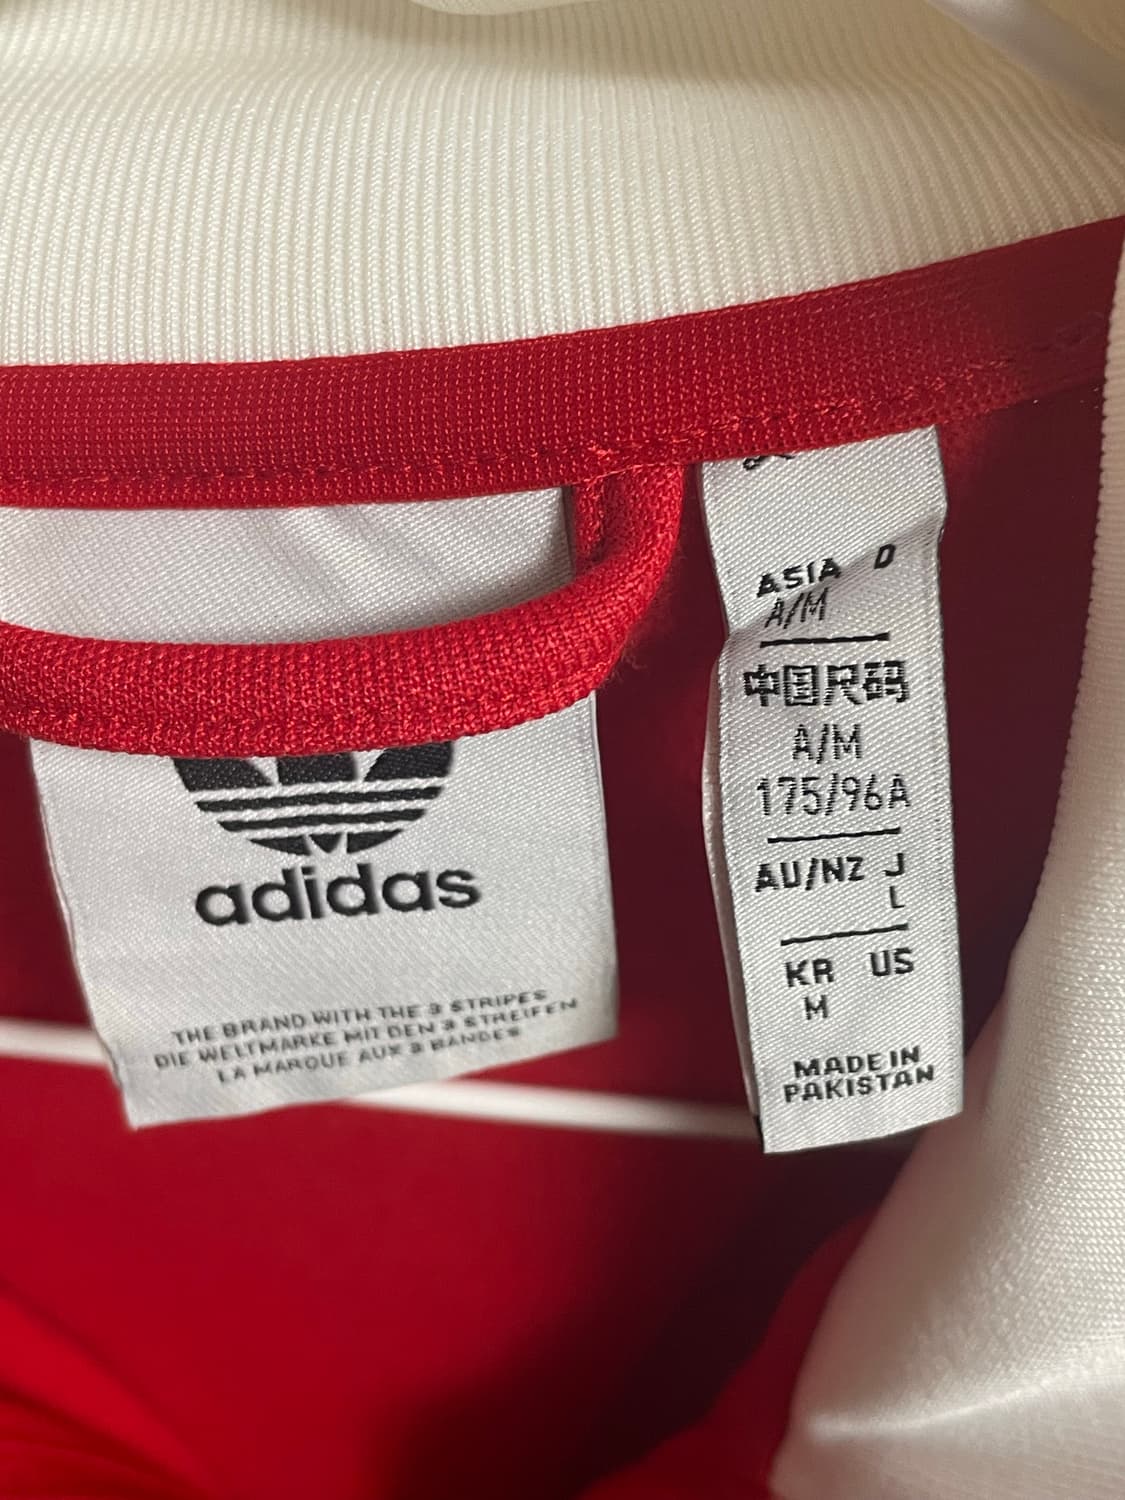 adidas
THE BRAND WITH THE 3 STRIPES
DIE WELTMARKE MIT DEN 3 STREIFEN
LA MARQUE AUX 3 BANDES
ASIA D
A/M
中国尺码
A/M
175/96A
AU/NZ J
L
KR US
M
MADE IN
PAKISTAN